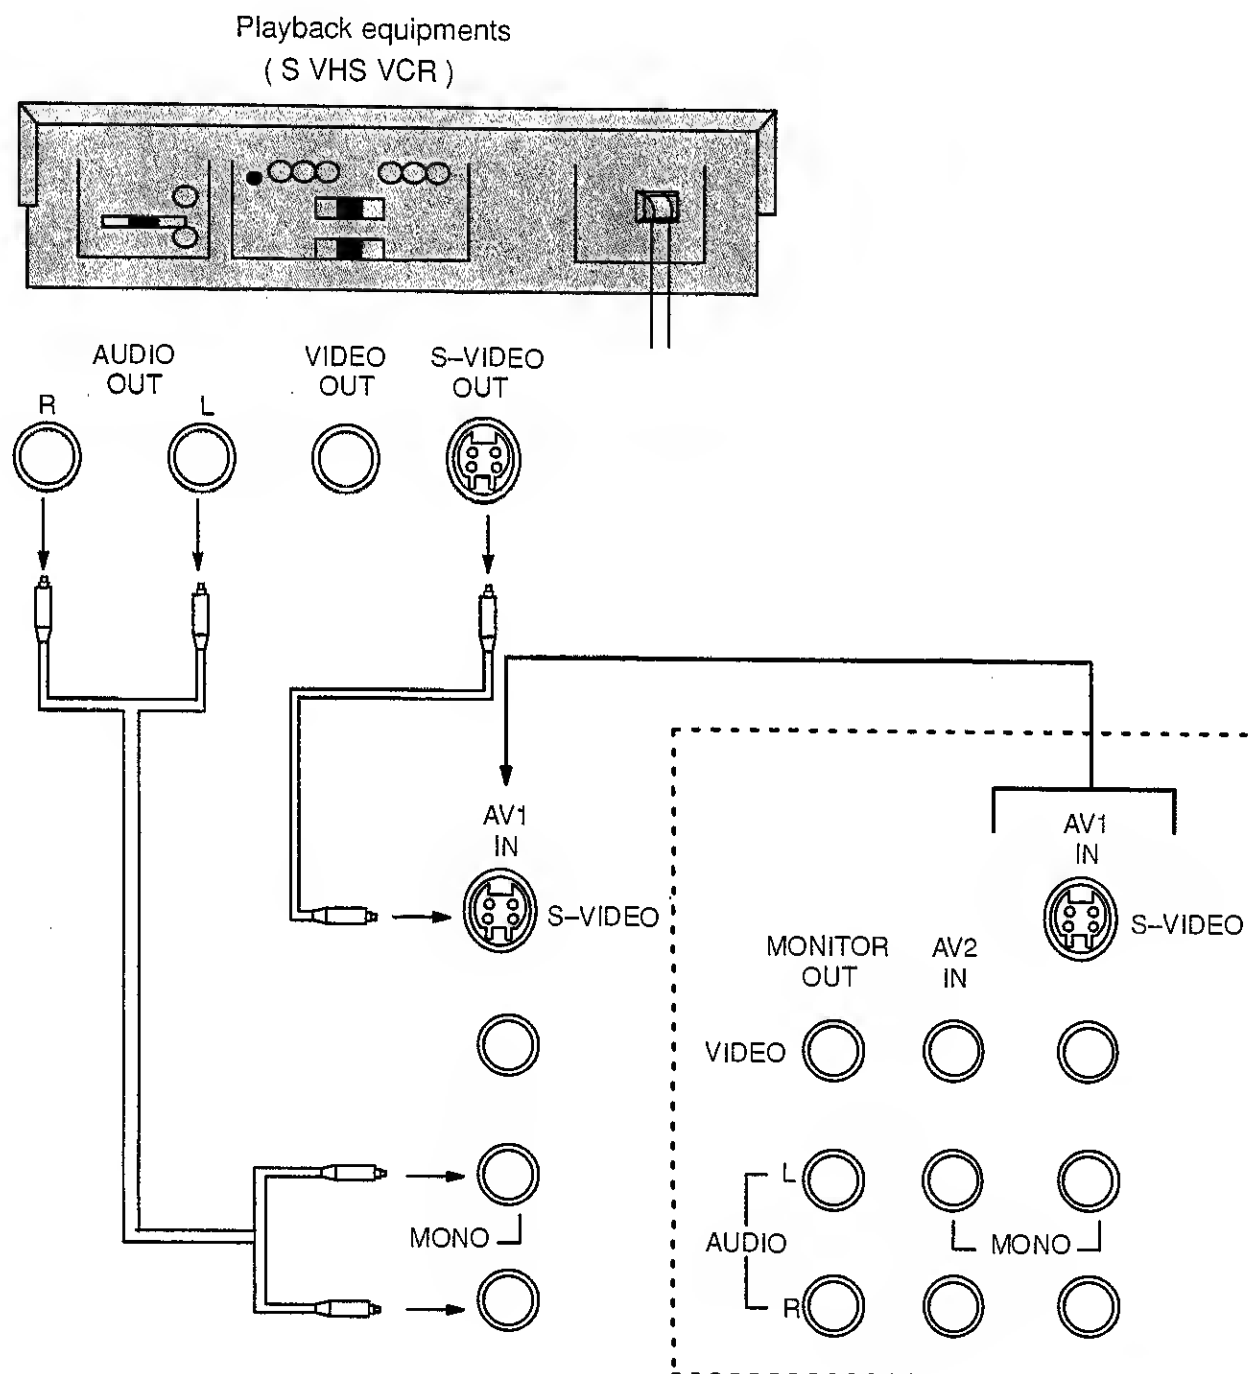 Playback equipments
( S VHS VCR )
AUDIO
OUT
R
L
VIDEO
OUT
S–VIDEO
OUT
AV1
IN
S–VIDEO
MONO
AV1
IN
S–VIDEO
MONITOR
OUT
AV2
IN
VIDEO
L
AUDIO
R
MONO